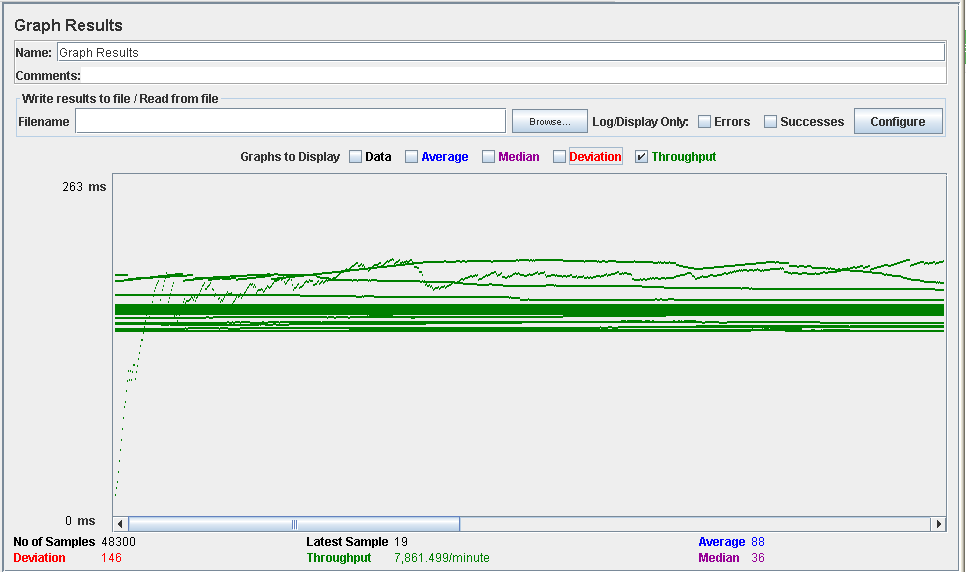 Graph Results
Name: Graph Results
Comments:
Write results to file / Read from file
Filename Browse... Log/Display Only: Errors Successes Configure
Graphs to Display Data Average Median Deviation Throughput
263 ms
0 ms
No of Samples 48300 Latest Sample 19 Average 88
Deviation 146 Throughput 7,861.499/minute Median 36